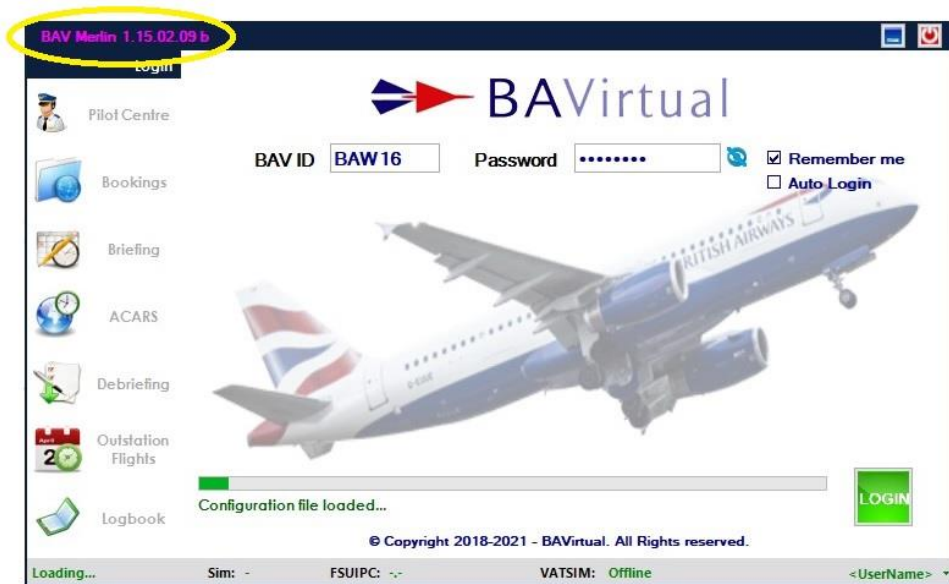 BAV Merlin 1.15.02.09 b
Login
Pilot Centre
Bookings
Briefing
ACARS
Debriefing
Outstation
Flights
Logbook
BAVirtual
BAV ID BAW16 Password •••••••• Remember me
Auto Login
BRITISH AIRWAYS
April
2
Configuration file loaded...
LOGIN
© Copyright 2018-2021 - BAVirtual. All Rights reserved.
Loading... Sim: - FSUIPC: -.- VATSIM: Offline <UserName>